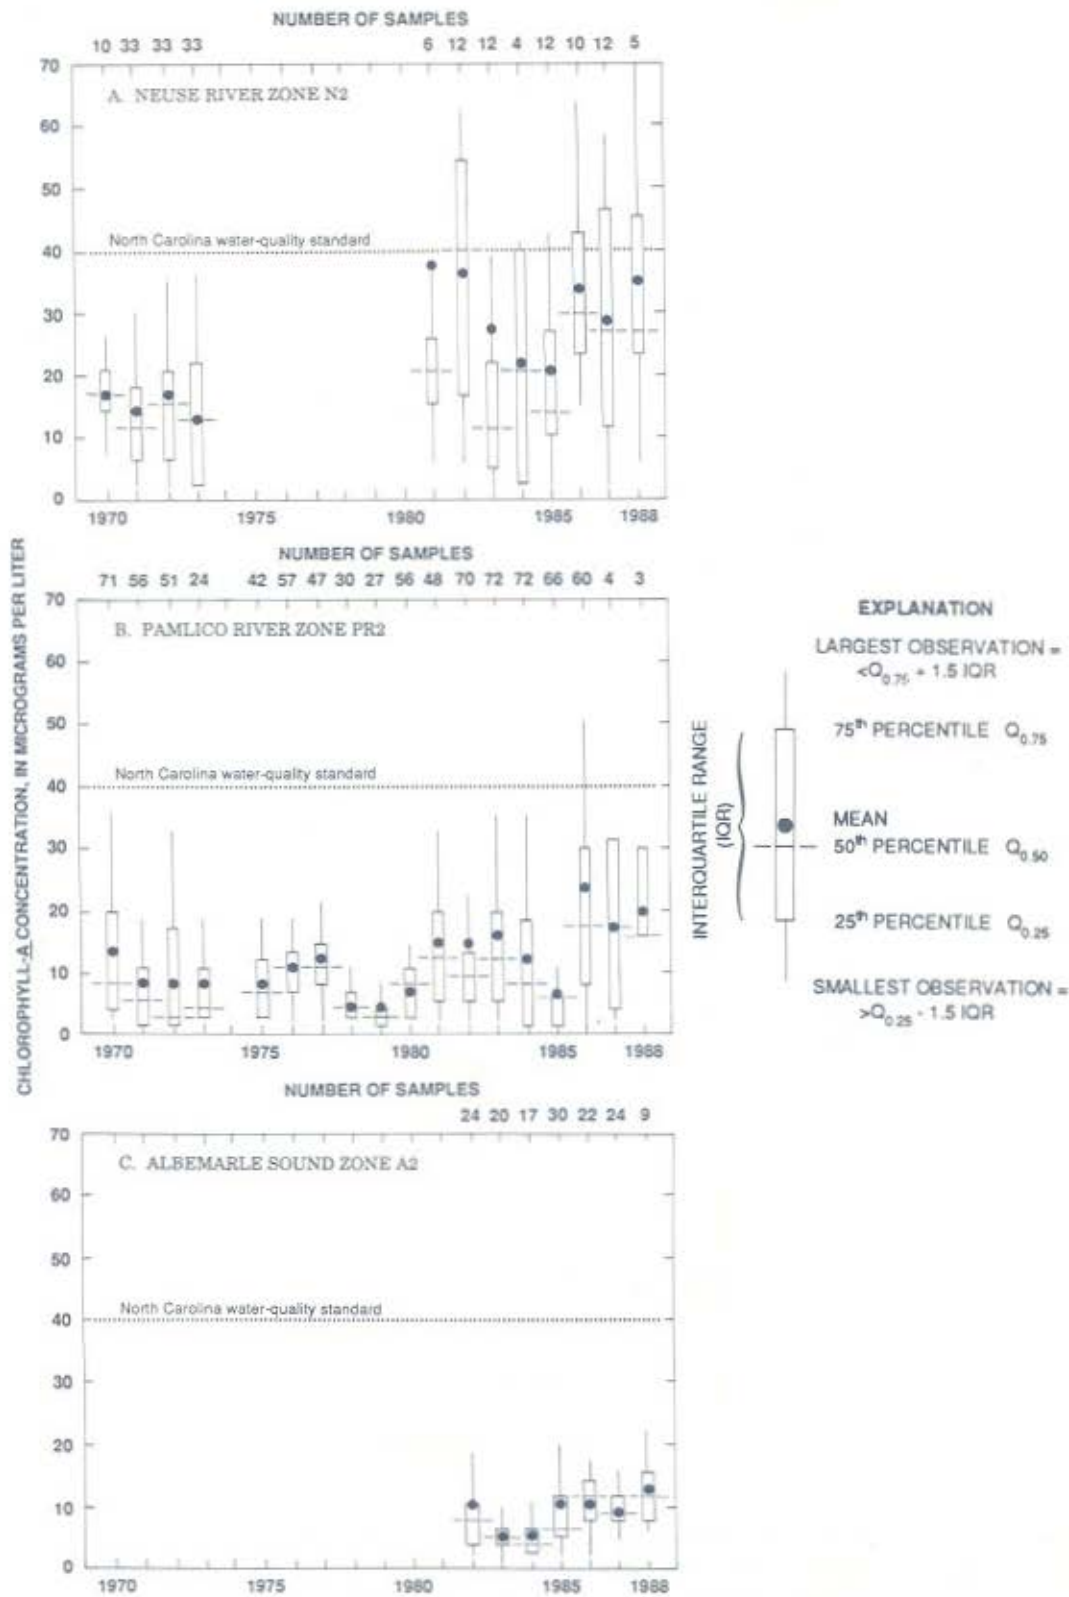 NUMBER OF SAMPLES
10 33 33 33 6 12 12 4 12 10 12 5
70
A. NEUSE RIVER ZONE N2
60
50
North Carolina water-quality standard
40
30
20
10
0
1970 1975 1980 1985 1988
NUMBER OF SAMPLES
71 56 51 24 42 57 47 30 27 56 48 70 72 72 66 60 4 3
70
B. PAMLICO RIVER ZONE PR2
60
50
North Carolina water-quality standard
40
30
20
10
0
1970 1975 1980 1985 1988
CHLOROPHYLL-A CONCENTRATION, IN MICROGRAMS PER LITER
EXPLANATION
LARGEST OBSERVATION =
<Q0.75 + 1.5 IQR
75th PERCENTILE Q0.75
MEAN
50th PERCENTILE Q0.50
25th PERCENTILE Q0.25
INTERQUARTILE RANGE
(IQR)
SMALLEST OBSERVATION =
>Q0.25 - 1.5 IQR
NUMBER OF SAMPLES
24 20 17 30 22 24 9
70
C. ALBEMARLE SOUND ZONE A2
60
50
North Carolina water-quality standard
40
30
20
10
0
1970 1975 1980 1985 1988